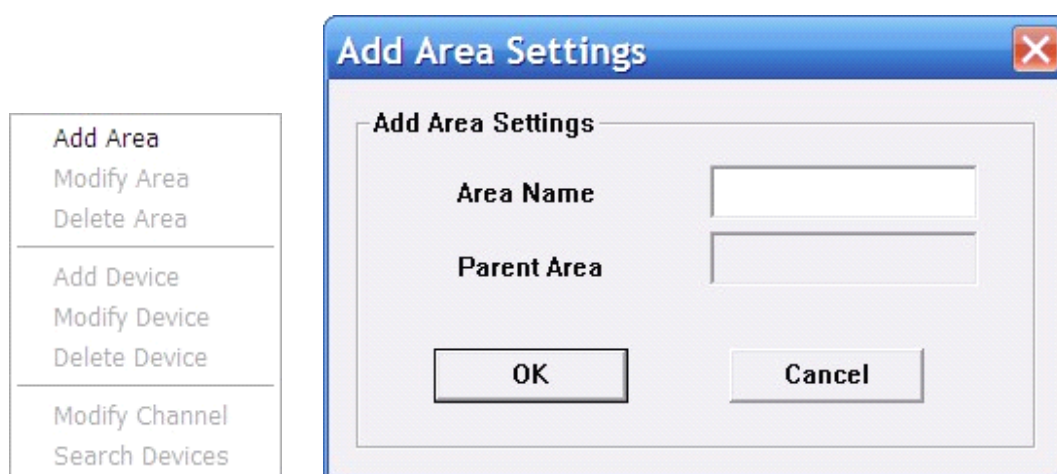 Add Area
Modify Area
Delete Area
Add Device
Modify Device
Delete Device
Modify Channel
Search Devices
Add Area Settings
Add Area Settings
Area Name
Parent Area
OK
Cancel